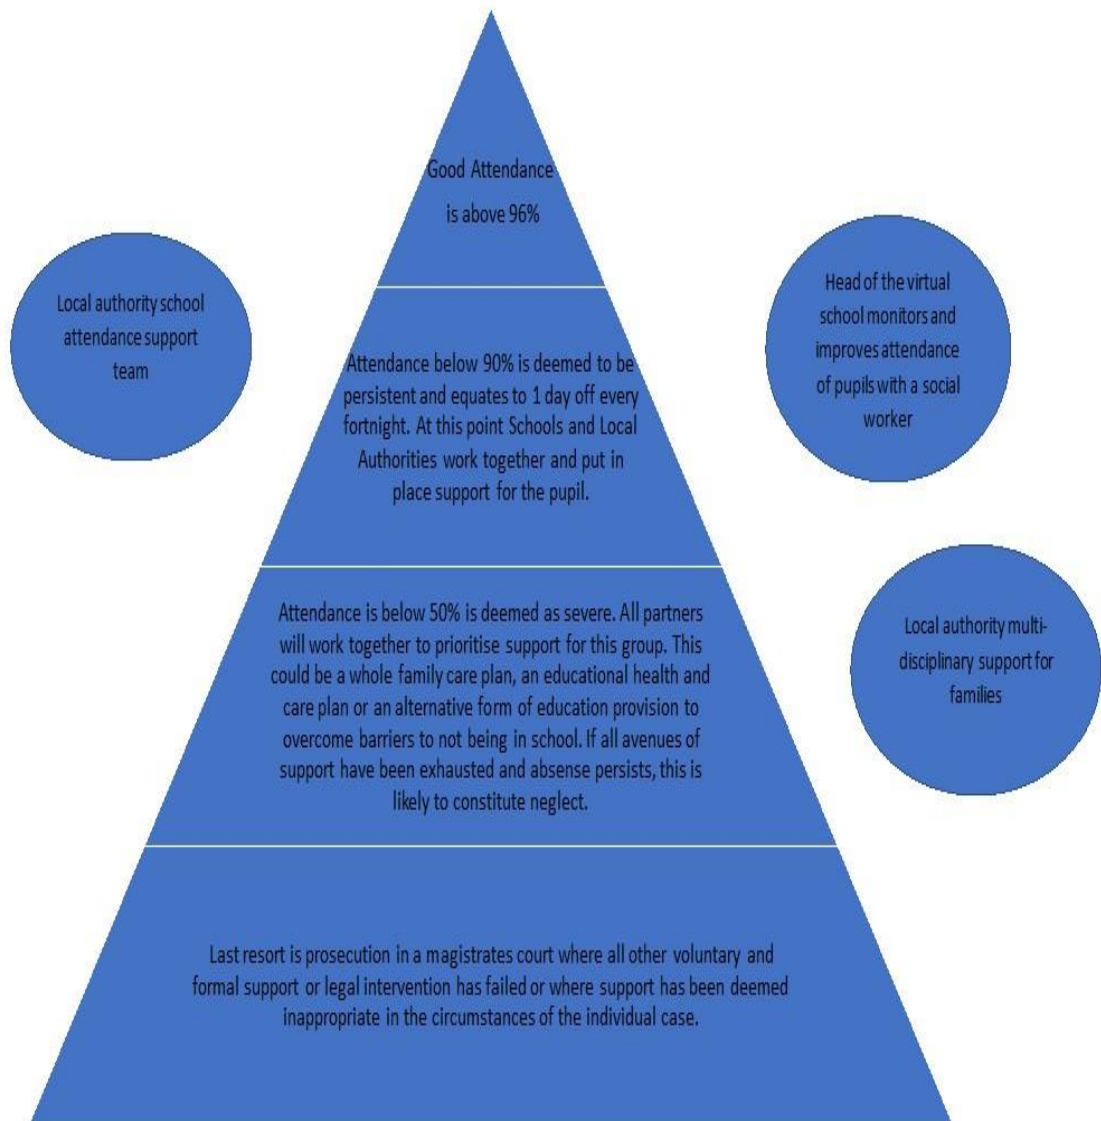 Good Attendance
is above 96%
Local authority school
attendance support
team
Head of the virtual
school monitors and
improves attendance
of pupils with a social
worker
Attendance below 90% is deemed to be
persistent and equates to 1 day off every
fortnight. At this point Schools and Local
Authorities work together and put in
place support for the pupil.
Attendance is below 50% is deemed as severe. All partners
will work together to prioritise support for this group. This
could be a whole family care plan, an educational health and
care plan or an alternative form of education provision to
overcome barriers to not being in school. If all avenues of
support have been exhausted and absense persists, this is
likely to constitute neglect.
Local authority multi-
disciplinary support for
families
Last resort is prosecution in a magistrates court where all other voluntary and
formal support or legal intervention has failed or where support has been deemed
inappropriate in the circumstances of the individual case.